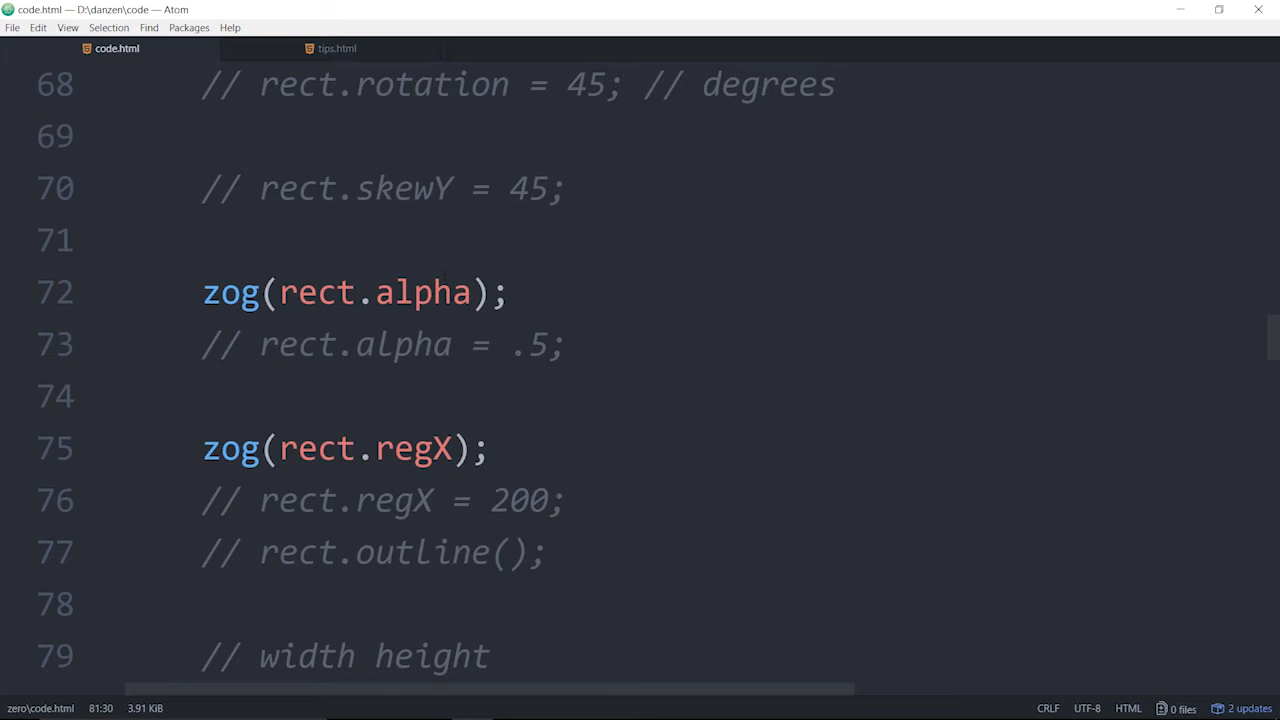 code.html — D:\danzen\code — Atom
File Edit View Selection Find Packages Help
code.html tips.html
68 // rect.rotation = 45; // degrees
69
70 // rect.skewY = 45;
71
72 zog(rect.alpha);
73 // rect.alpha = .5;
74
75 zog(rect.regX);
76 // rect.regX = 200;
77 // rect.outline();
78
79 // width height
zero\code.html 81:30 3.91 KiB CRLF UTF-8 HTML 0 files 2 updates